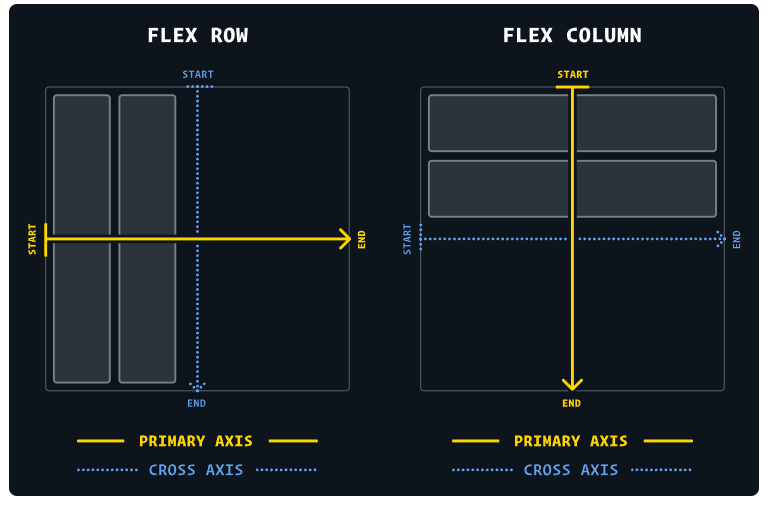 FLEX ROW
START
START
END
END
PRIMARY AXIS
CROSS AXIS
FLEX COLUMN
START
START
END
END
PRIMARY AXIS
CROSS AXIS